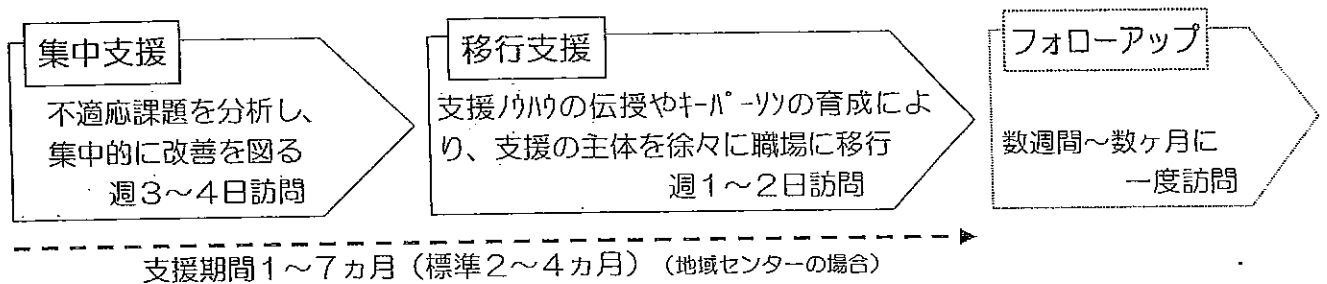 集中支援
不適応課題を分析し、
集中的に改善を図る
週3~4日訪問
移行支援
支援ﾉｳﾊｳの伝授やｷｰﾊﾟｰｿﾝの育成によ
り、支援の主体を徐々に職場に移行
週1~2日訪問
フォローアップ
数週間~数ヶ月に
一度訪問
支援期間1~7ヵ月(標準2~4ヵ月)(地域センターの場合)